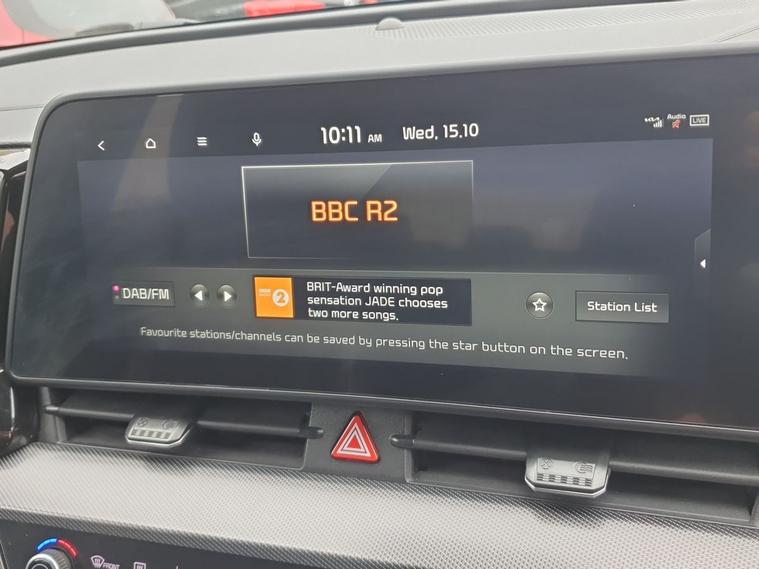 10:11 AM Wed, 15.10
Audio
LIVE
BBC R2
DAB/FM
2
BRIT-Award winning pop
sensation JADE chooses
two more songs.
Station List
Favourite stations/channels can be saved by pressing the star button on the screen.
FRONT